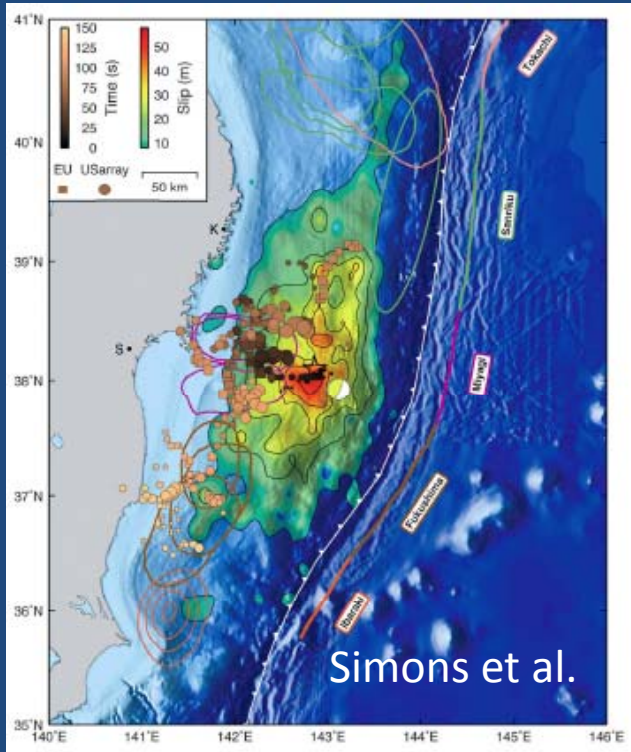 41°N
40°N
39°N
38°N
37°N
36°N
35°N
140°E
141°E
142°E
143°E
144°E
145°E
146°E
150
125
100
75
50
25
0
Time (s)
50
40
30
20
10
Slip (m)
EU USarray
50 km
K
S
Tokachi
Sanriku
Miyagi
Fukushima
Ibaraki
Simons et al.